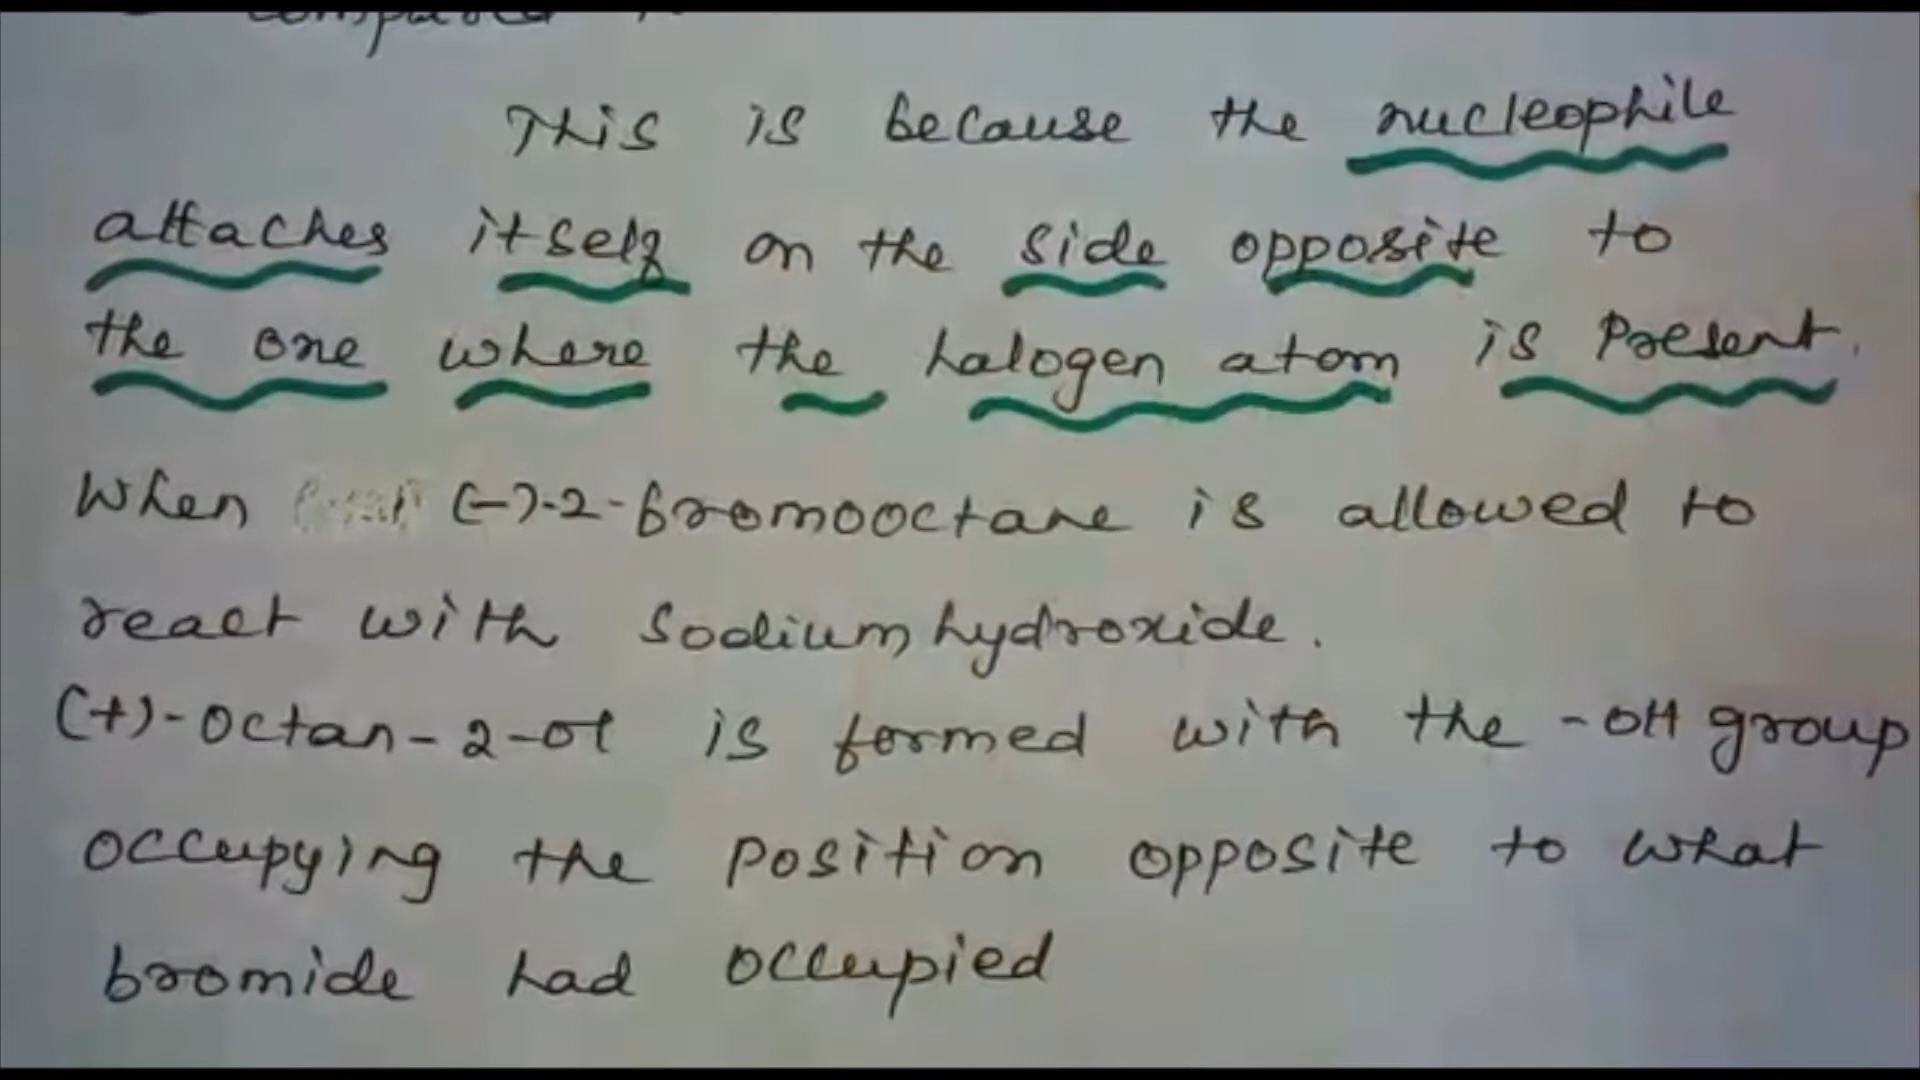 This is because the nucleophile
attaches itself on the side opposite to
the one where the halogen atom is present.
When (-)-2-bromooctane is allowed to
react with Sodium hydroxide.
(+)-octan-2-ol is formed with the -OH group
occupying the position opposite to what
bromide had occupied